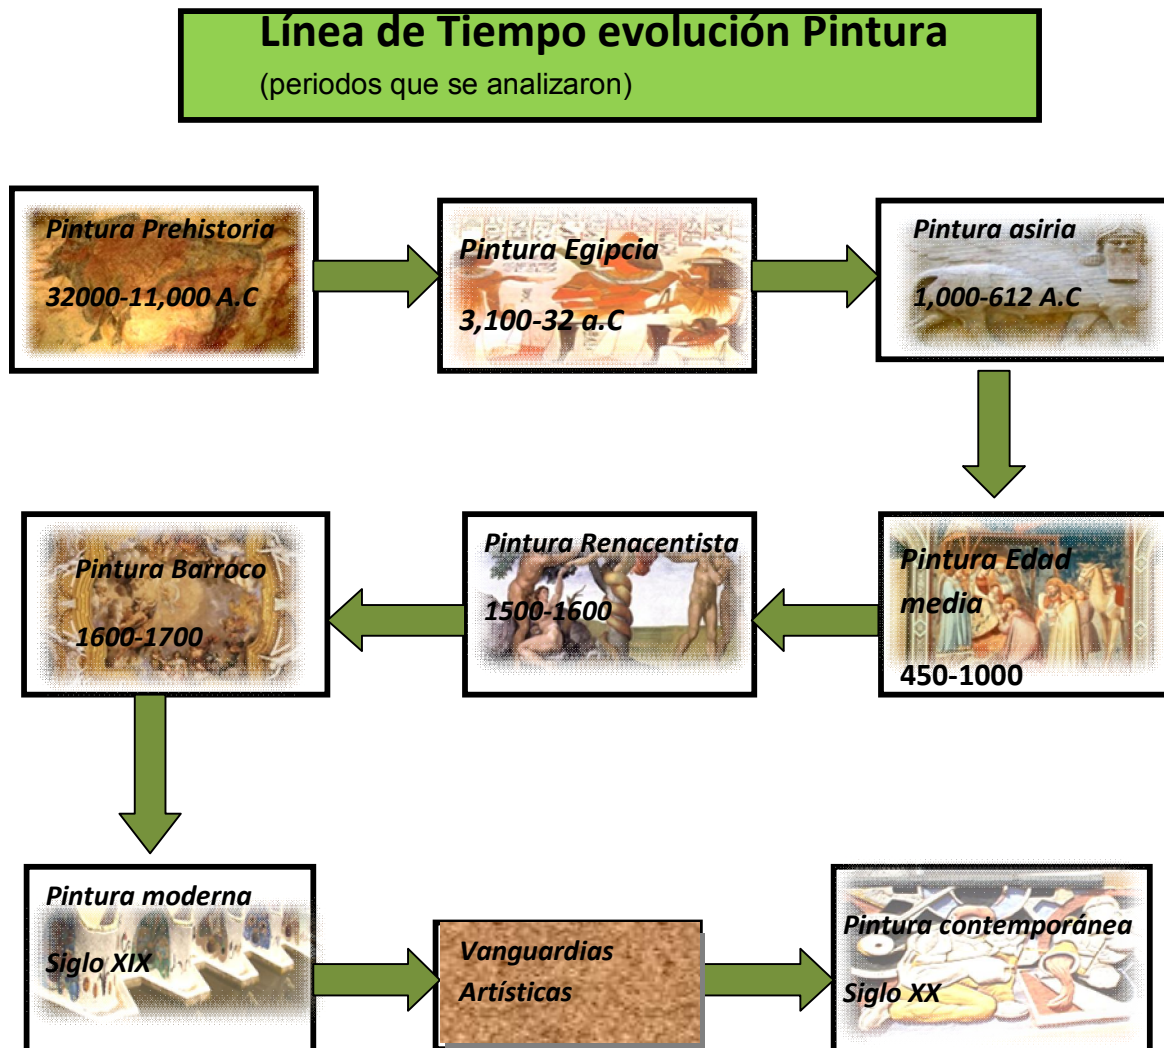 Línea de Tiempo evolución Pintura
(periodos que se analizaron)
Pintura Prehistoria
32000-11,000 A.C
Pintura Egipcia
3,100-32 a.C
Pintura asiria
1,000-612 A.C
Pintura Edad
media
450-1000
Pintura Renacentista
1500-1600
Pintura Barroco
1600-1700
Pintura moderna
Siglo XIX
Vanguardias
Artísticas
Pintura contemporánea
Siglo XX